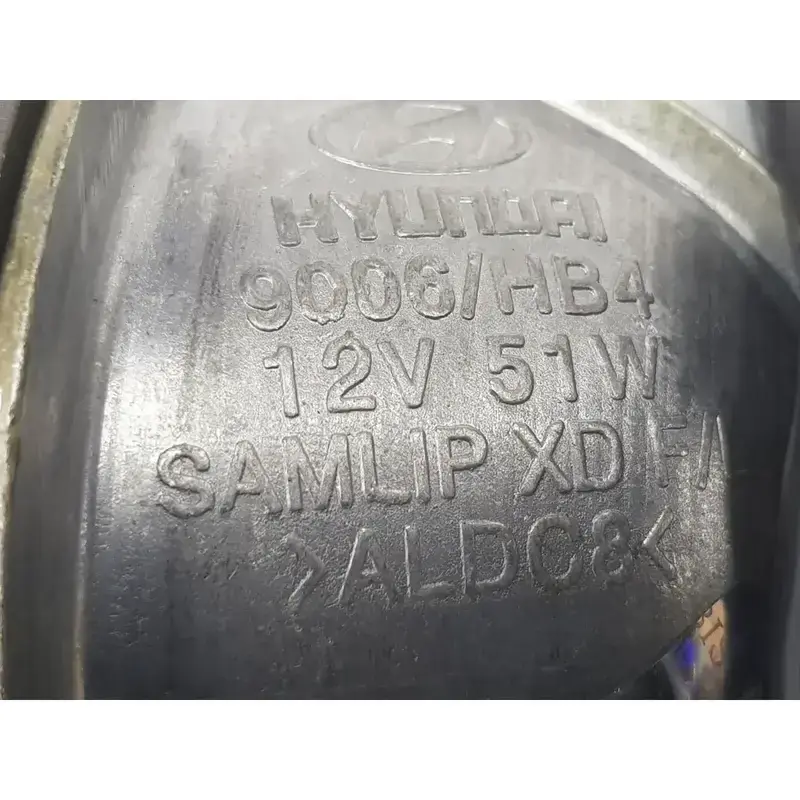 HYUNDAI
9006/HB4
12V 51W
SAMLIP XD F/
>ALDC8<